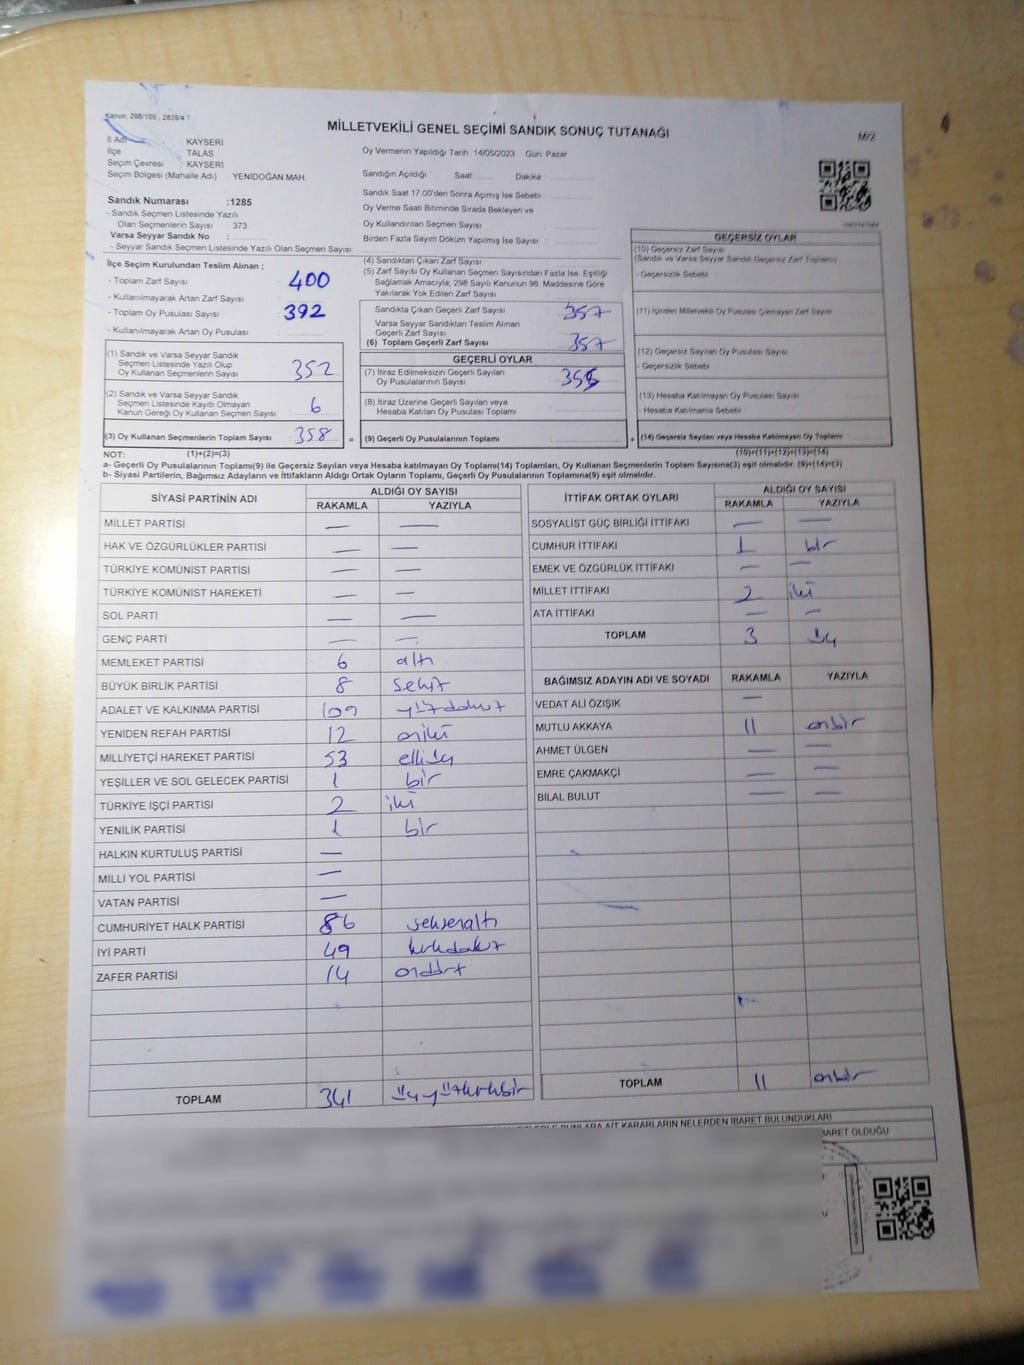 Kanun: 298/105, 2839/4
MİLLETVEKİLİ GENEL SEÇİMİ SANDIK SONUÇ TUTANAĞI
M/2
İl Adı KAYSERİ
İlçe TALAS
Seçim Çevresi KAYSERİ
Seçim Bölgesi (Mahalle Adı) YENİDOĞAN MAH.
Sandık Numarası :1285
- Sandık Seçmen Listesinde Yazılı
Olan Seçmenlerin Sayısı : 373
Varsa Seyyar Sandık No :
- Seyyar Sandık Seçmen Listesinde Yazılı Olan Seçmen Sayısı:
Oy Vermenin Yapıldığı Tarih :14/05/2023 Gün: Pazar
Sandığın Açıldığı Saat: Dakika:
Sandık Saat 17.00'den Sonra Açımış İse Sebebi:
Oy Verme Saati Bitiminde Sırada Bekleyen ve
Oy Kullandırılan Seçmen Sayısı:
Birden Fazla Sayım Döküm Yapılmış İse Sayısı:
İlçe Seçim Kurulundan Teslim Alınan ;
- Toplam Zarf Sayısı 400
- Kullanılmayarak Artan Zarf Sayısı
- Toplam Oy Pusulası Sayısı 392
- Kullanılmayarak Artan Oy Pusulası
(1) Sandık ve Varsa Seyyar Sandık
Seçmen Listesinde Yazılı Olup
Oy Kullanan Seçmenlerin Sayısı 352
(2) Sandık ve Varsa Seyyar Sandık
Seçmen Listesinde Kayıtlı Olmayan
Kanun Gereği Oy Kullanan Seçmen Sayısı 6
(3) Oy Kullanan Seçmenlerin Toplam Sayısı 358 =
(4) Sandıktan Çıkan Zarf Sayısı
(5) Zarf Sayısı Oy Kullanan Seçmen Sayısından Fazla İse, Eşitliği
Sağlamak Amacıyla; 298 Sayılı Kanunun 98. Maddesine Göre
Yakılarak Yok Edilen Zarf Sayısı
Sandıkta Çıkan Geçerli Zarf Sayısı 357
Varsa Seyyar Sandıktan Teslim Alınan
Geçerli Zarf Sayısı
(6) Toplam Geçerli Zarf Sayısı 357
GEÇERLİ OYLAR
(7) İtiraz Edilmeksizin Geçerli Sayılan
Oy Pusulalarının Sayısı
(8) İtiraz Üzerine Geçerli Sayılan veya
Hesaba Katılan Oy Pusulası Toplamı
(9) Geçerli Oy Pusulalarının Toplamı +
GEÇERSİZ OYLAR
(10) Geçersiz Zarf Sayısı
(Sandık ve Varsa Seyyar Sandık Geçersiz Zarf Toplamı)
- Geçersizlik Sebebi
(11) İçinden Milletvekili Oy Pusulası Çıkmayan Zarf Sayısı
(12) Geçersiz Sayılan Oy Pusulası Sayısı
- Geçersizlik Sebebi
(13) Hesaba Katılmayan Oy Pusulası Sayısı
- Hesaba Katılmama Sebebi
(14) Geçersiz Sayılan veya Hesaba Katılmayan Oy Toplamı
NOT: (1)+(2)=(3) (10)+(11)+(12)+(13)=(14)
a- Geçerli Oy Pusulalarının Toplamı(9) ile Geçersiz Sayılan veya Hesaba katılmayan Oy Toplamı(14) Toplamları, Oy Kullanan Seçmenlerin Toplam Sayısına(3) eşit olmalıdır. (9)+(14)=(3)
b- Siyasi Partilerin, Bağımsız Adayların ve İttifakların Aldığı Ortak Oyların Toplamı, Geçerli Oy Pusulalarının Toplamına(9) eşit olmalıdır.
SİYASİ PARTİNİN ADI ALDIĞI OY SAYISI
RAKAMLA YAZIYLA
MİLLET PARTİSİ — —
HAK VE ÖZGÜRLÜKLER PARTİSİ — —
TÜRKİYE KOMÜNİST PARTİSİ — —
TÜRKİYE KOMÜNİST HAREKETİ — —
SOL PARTİ — —
GENÇ PARTİ — —
MEMLEKET PARTİSİ 6 altı
BÜYÜK BİRLİK PARTİSİ 8 sekiz
ADALET VE KALKINMA PARTİSİ 109 yüzdokuz
YENİDEN REFAH PARTİSİ 12 oniki
MİLLİYETÇİ HAREKET PARTİSİ 53 elliüç
YEŞİLLER VE SOL GELECEK PARTİSİ 1 bir
TÜRKİYE İŞÇİ PARTİSİ 2 iki
YENİLİK PARTİSİ 1 bir
HALKIN KURTULUŞ PARTİSİ —
MİLLİ YOL PARTİSİ —
VATAN PARTİSİ —
CUMHURİYET HALK PARTİSİ 86 seksenaltı
İYİ PARTİ 49 kırkdokuz
ZAFER PARTİSİ 14 ondört
TOPLAM 341 üçyüzkırkbir
İTTİFAK ORTAK OYLARI ALDIĞI OY SAYISI
RAKAMLA YAZIYLA
SOSYALİST GÜÇ BİRLİĞİ İTTİFAKI — —
CUMHUR İTTİFAKI 1 bir
EMEK VE ÖZGÜRLÜK İTTİFAKI — —
MİLLET İTTİFAKI 2 iki
ATA İTTİFAKI — —
TOPLAM 3 üç
BAĞIMSIZ ADAYIN ADI VE SOYADI RAKAMLA YAZIYLA
VEDAT ALİ ÖZIŞIK —
MUTLU AKKAYA 11 onbir
AHMET ÜLGEN — —
EMRE ÇAKMAKÇİ — —
BİLAL BULUT — —
TOPLAM 11 onbir
BUNLARA AİT KARARLARIN NELERDEN İBARET BULUNDUKLARI